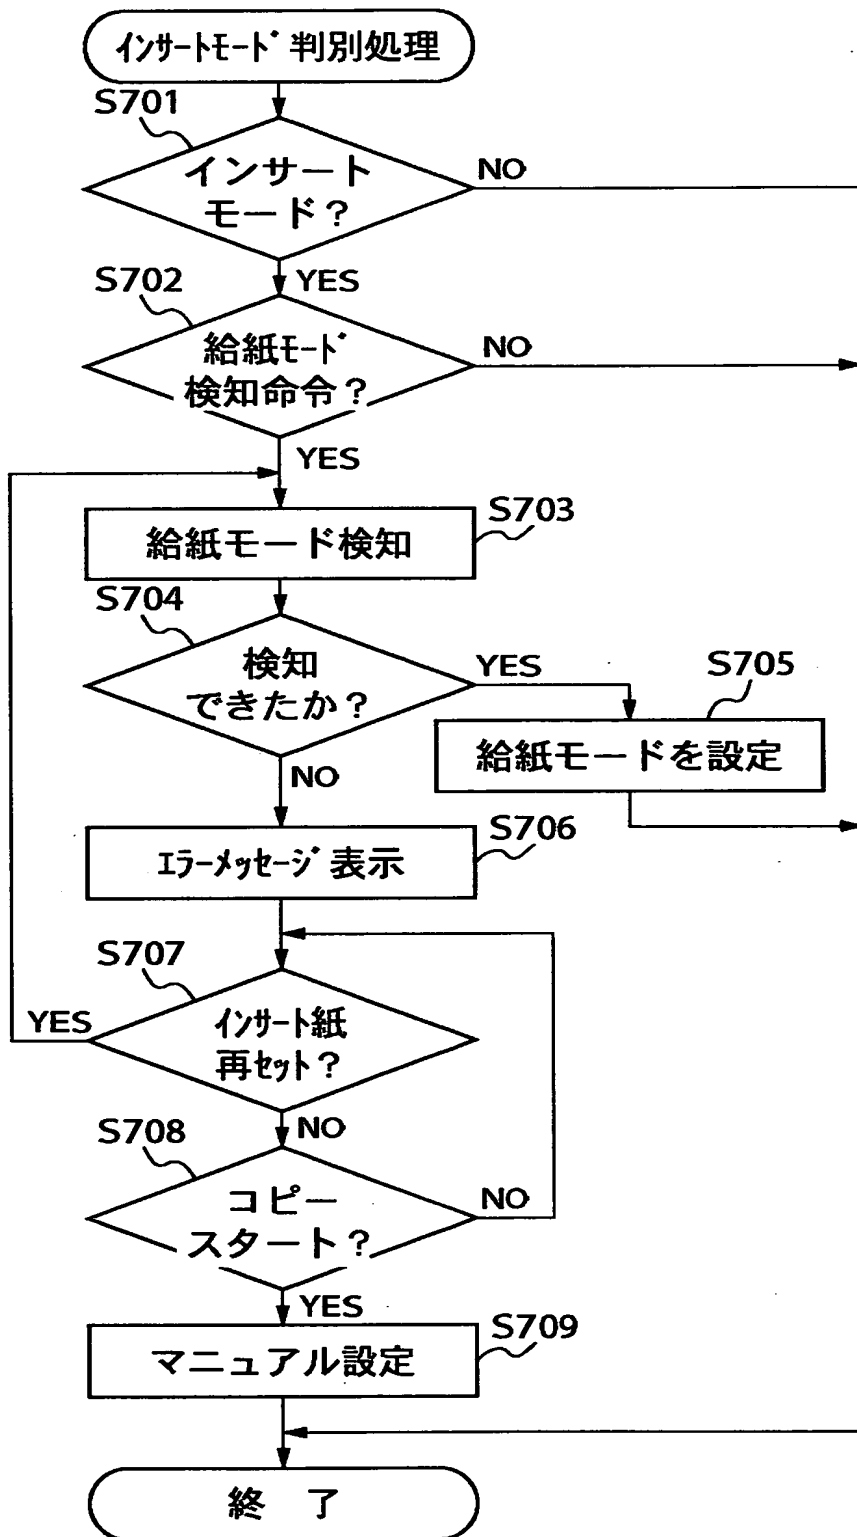 ｲﾝｻｰﾄﾓｰﾄﾞ 判別処理
S701
インサート
モード？
NO
YES
S702
給紙ﾓｰﾄﾞ
検知命令？
NO
YES
給紙モード検知
S703
S704
検知
できたか？
YES
NO
S705
給紙モードを設定
ｴﾗｰﾒｯｾｰｼﾞ 表示
S706
S707
YES
ｲﾝｻｰﾄ紙
再ｾｯﾄ？
NO
S708
コピー
スタート？
NO
YES
マニュアル設定
S709
終 了